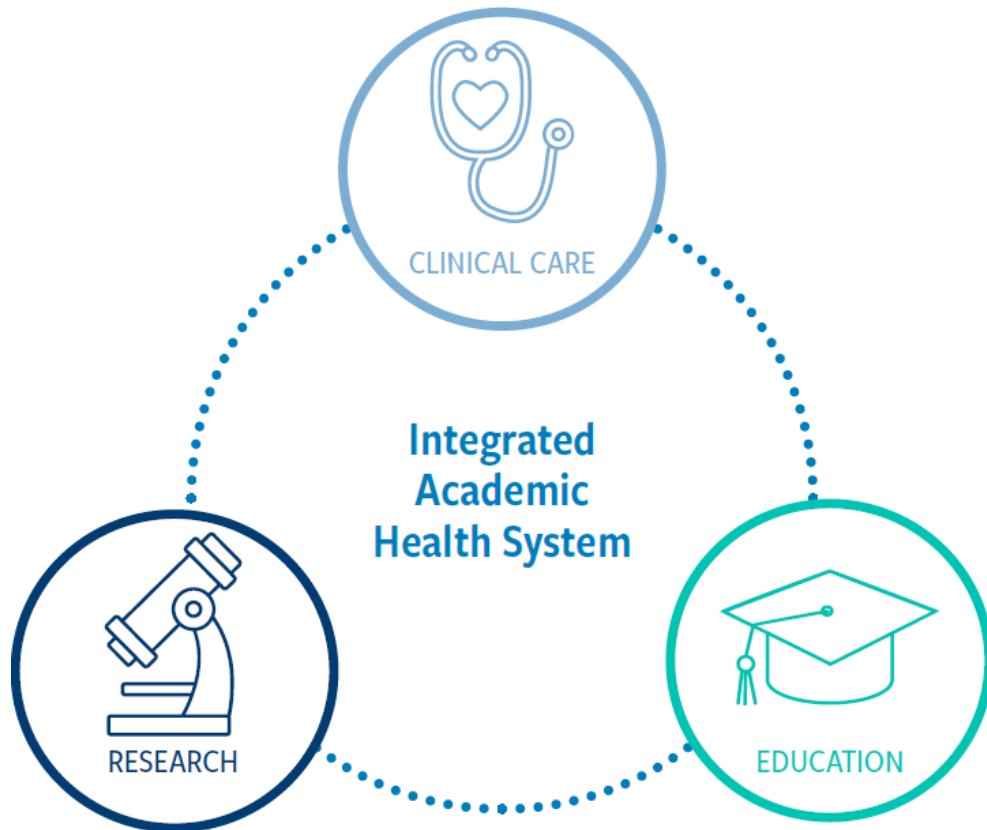 CLINICAL CARE
Integrated
Academic
Health System
RESEARCH
EDUCATION